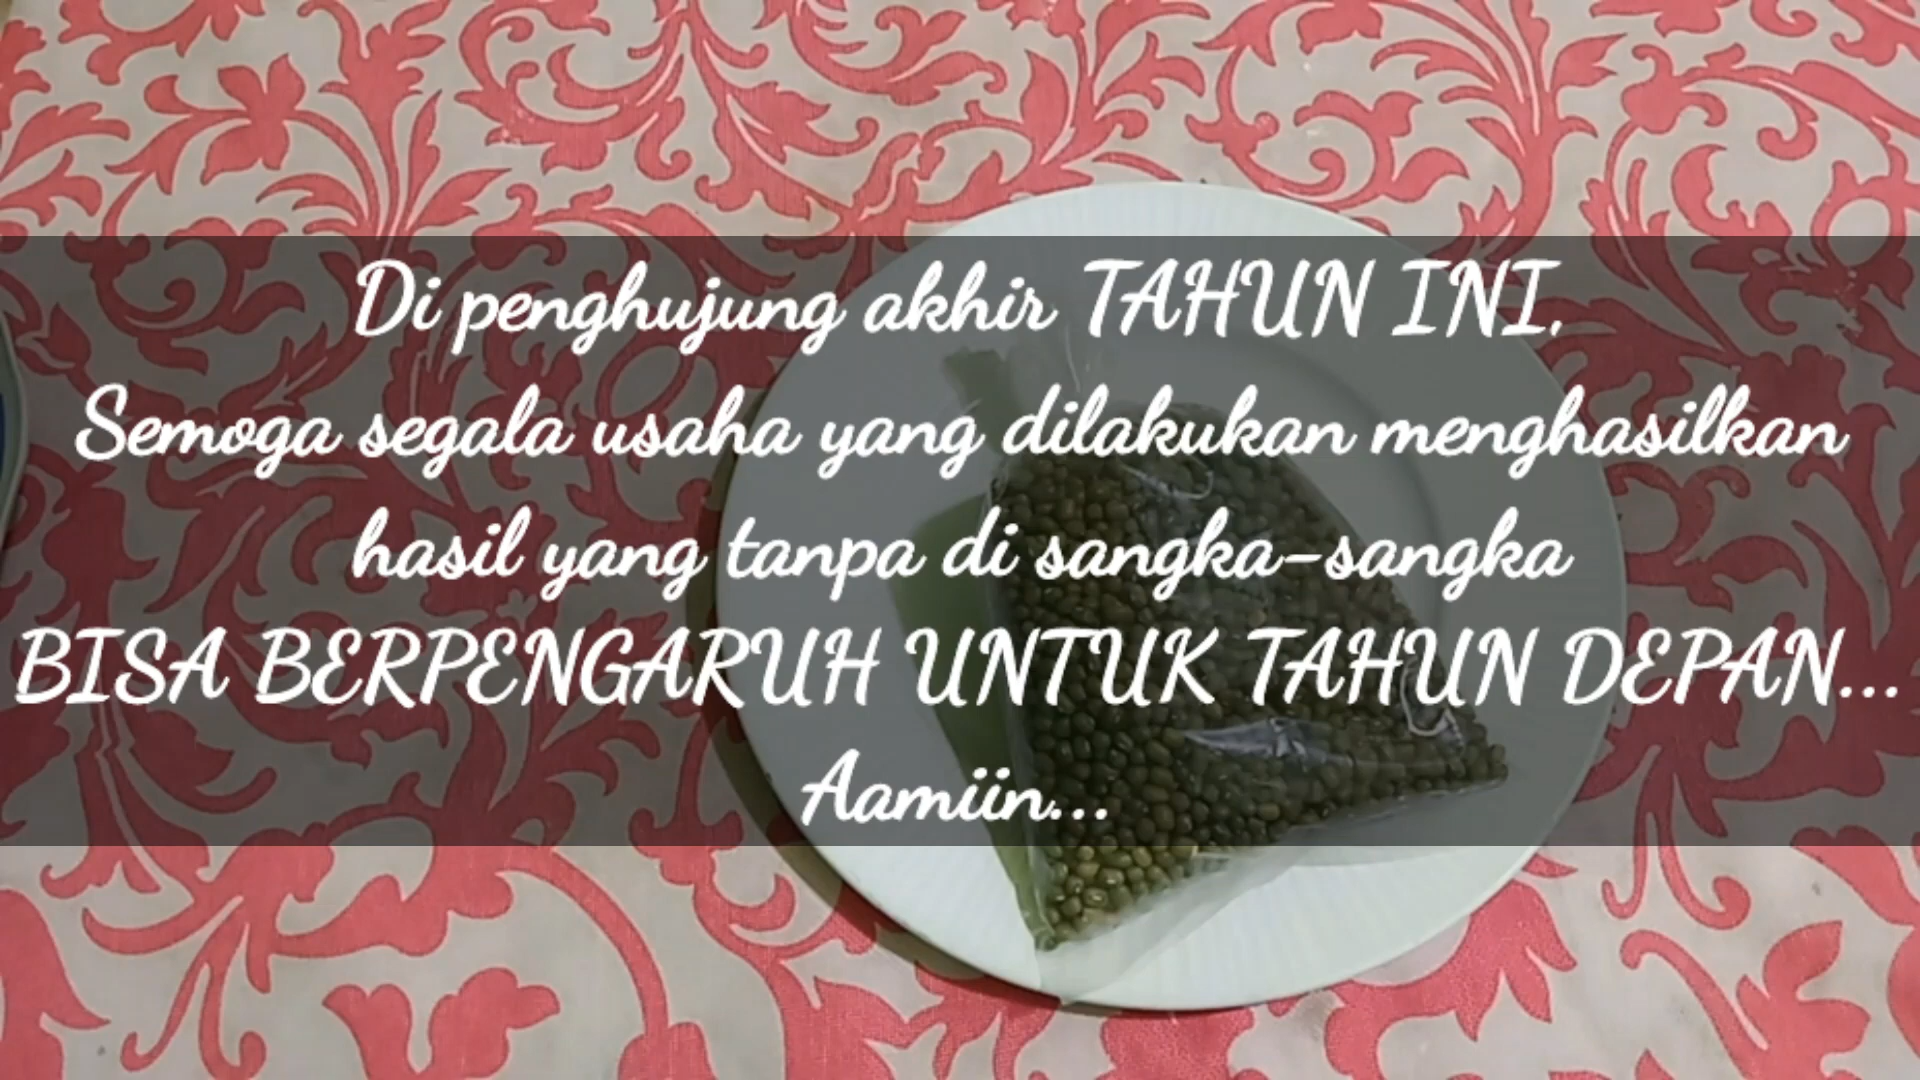 Di penghujung akhir TAHUN INI,
Semoga segala usaha yang dilakukan menghasilkan
hasil yang tanpa di sangka-sangka
BISA BERPENGARUH UNTUK TAHUN DEPAN...
Aamiin...